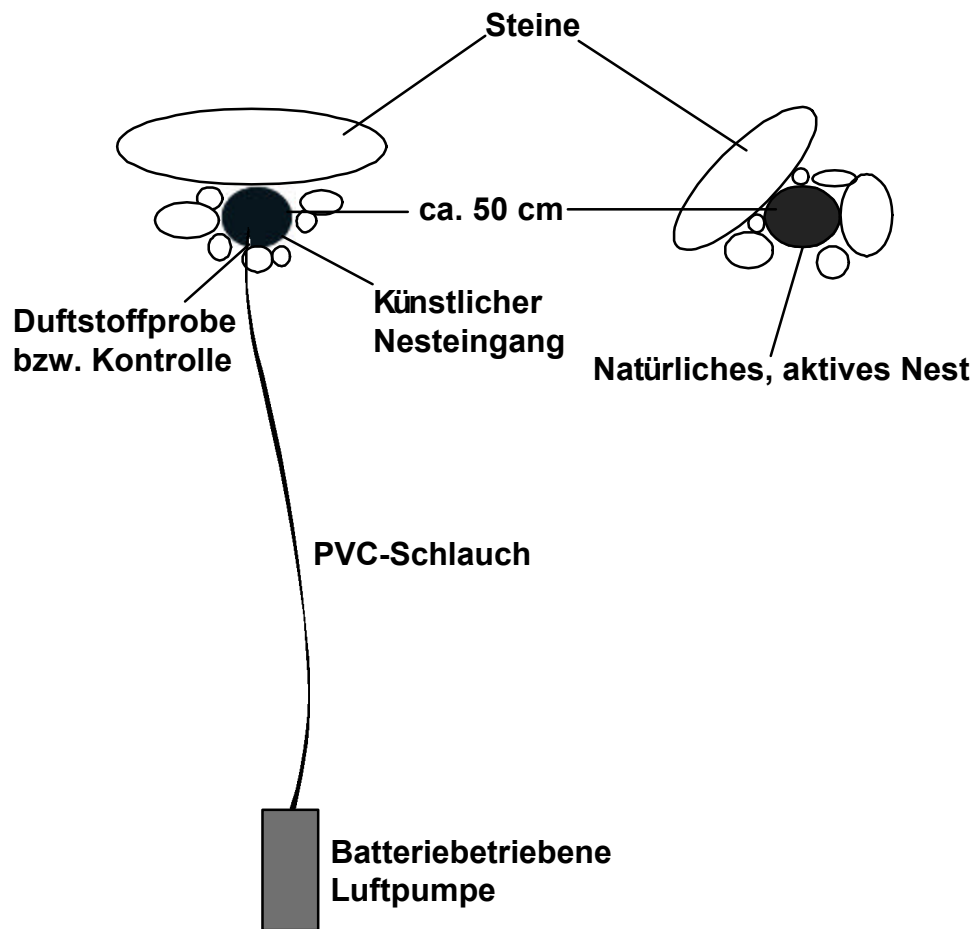 Steine
ca. 50 cm
Duftstoffprobe
bzw. Kontrolle
Künstlicher
Nesteingang
Natürliches, aktives Nest
PVC-Schlauch
Batteriebetriebene
Luftpumpe